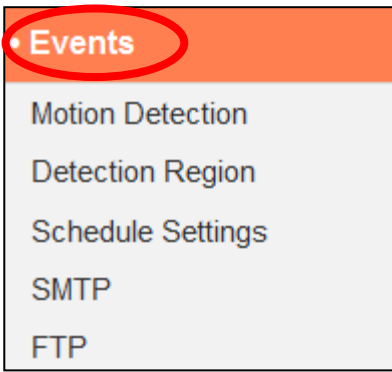 • Events
Motion Detection
Detection Region
Schedule Settings
SMTP
FTP